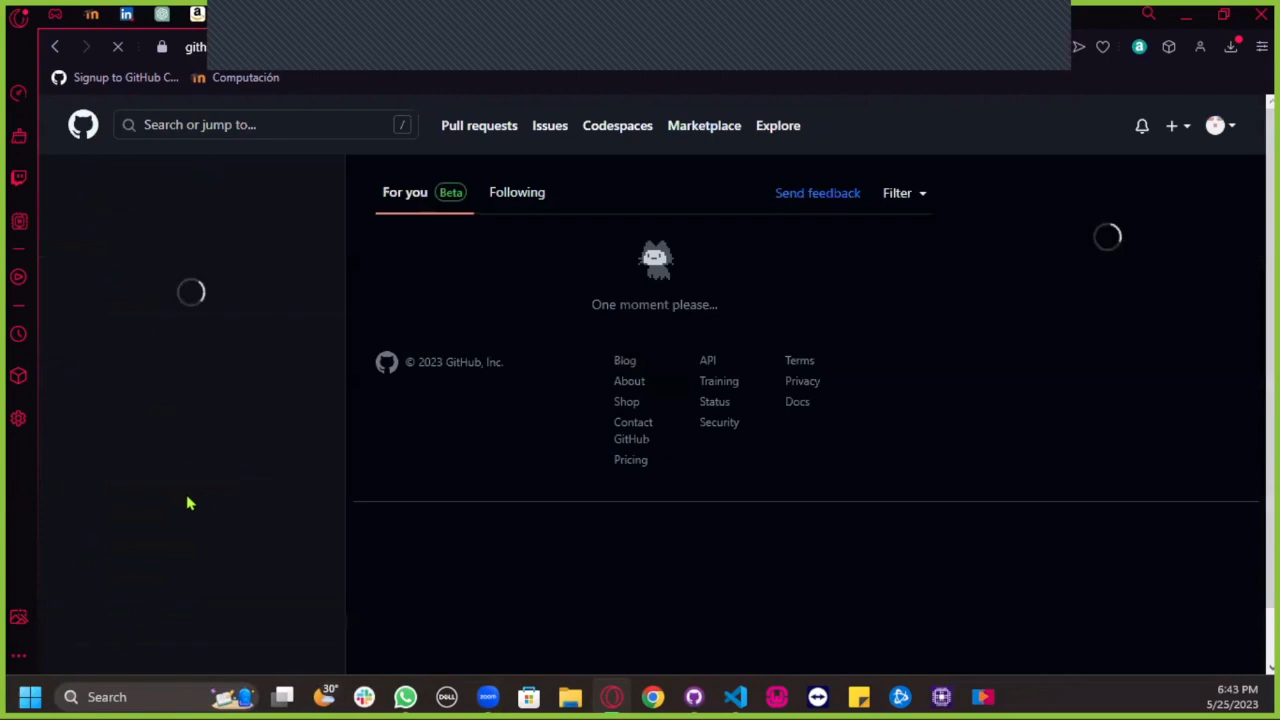 gith
Signup to GitHub C...
Computación
Search or jump to...
/
Pull requests
Issues
Codespaces
Marketplace
Explore
For you
Beta
Following
Send feedback
Filter
One moment please...
© 2023 GitHub, Inc.
Blog
API
Terms
About
Training
Privacy
Shop
Status
Docs
Contact
GitHub
Security
Pricing
Search
30°
DELL
zoom
6:43 PM
5/25/2023